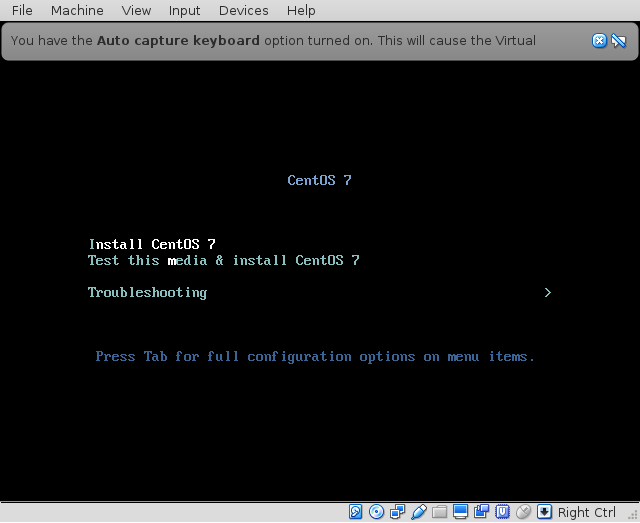 File Machine View Input Devices Help
You have the Auto capture keyboard option turned on. This will cause the Virtual
CentOS 7
Install CentOS 7
Test this media & install CentOS 7
Troubleshooting >
Press Tab for full configuration options on menu items.
Right Ctrl